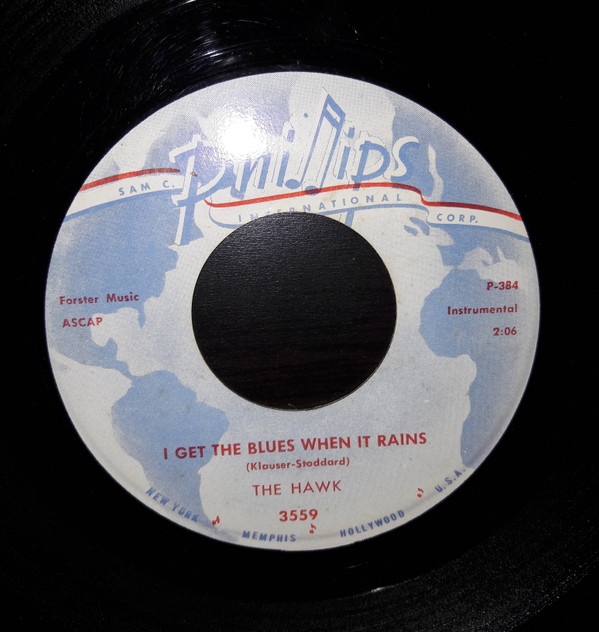 SAM C. Phillips
INTERNATIONAL CORP.
Forster Music
ASCAP
P-384
Instrumental
2:06
I GET THE BLUES WHEN IT RAINS
(Klauser-Stoddard)
THE HAWK
3559
NEW YORK MEMPHIS HOLLYWOOD U.S.A.